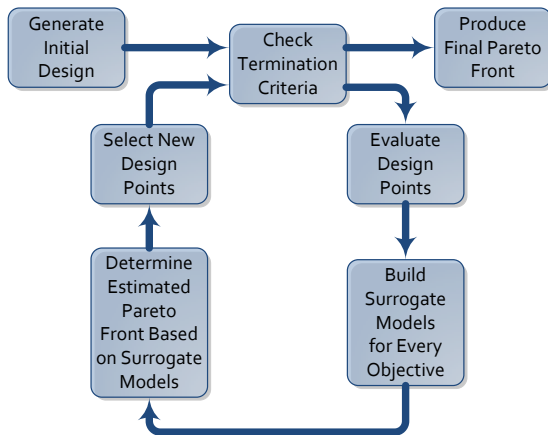 Generate
Initial
Design
Check
Termination
Criteria
Produce
Final Pareto
Front
Select New
Design
Points
Evaluate
Design
Points
Determine
Estimated
Pareto
Front Based
on Surrogate
Models
Build
Surrogate
Models
for Every
Objective